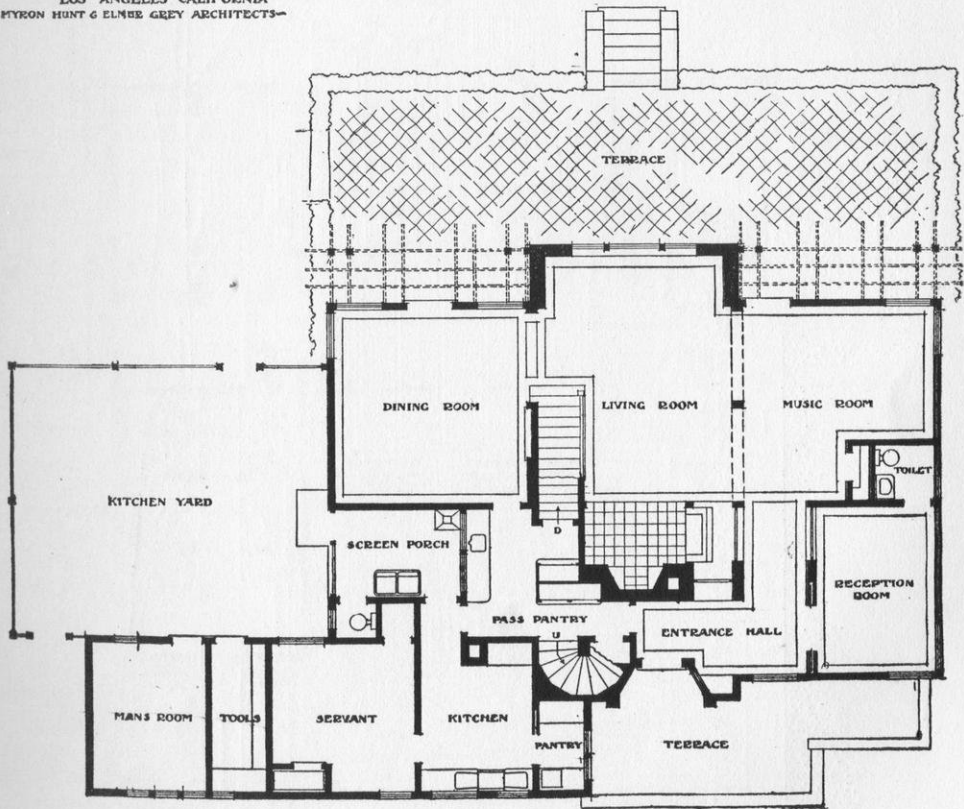 LOS ANGELES CALIFORNIA
MYRON HUNT & ELMER GREY ARCHITECTS
TERRACE
DINING ROOM
LIVING ROOM
MUSIC ROOM
TOILET
KITCHEN YARD
D
SCREEN PORCH
RECEPTION
ROOM
PASS PANTRY
U
ENTRANCE HALL
MANS ROOM
TOOLS
SERVANT
KITCHEN
PANTRY
TERRACE